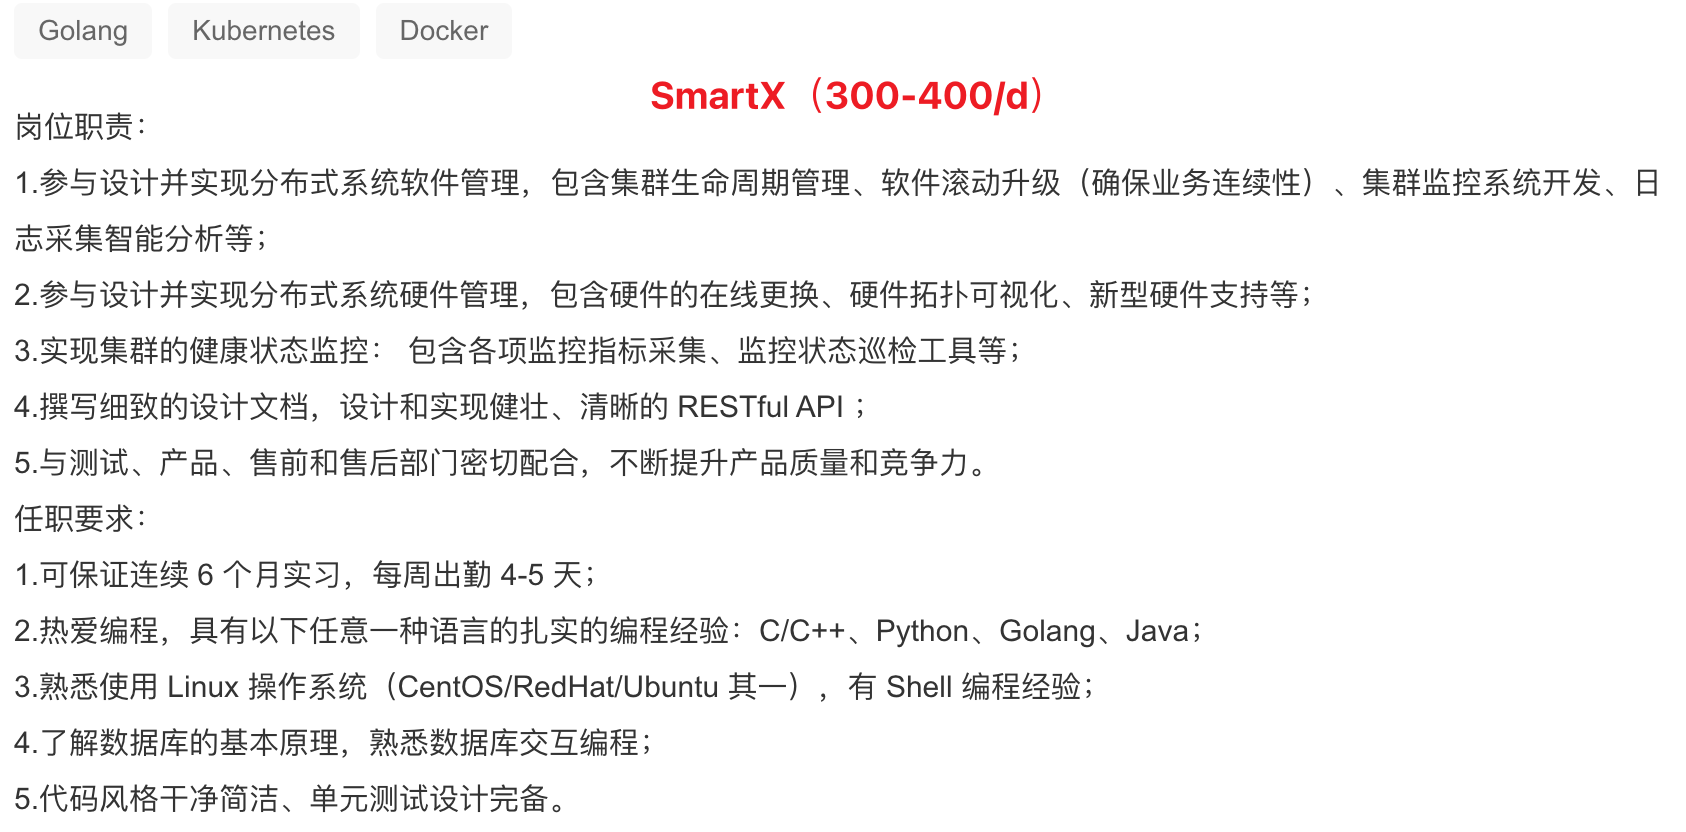 Golang Kubernetes Docker
SmartX（300-400/d）
岗位职责：
1.参与设计并实现分布式系统软件管理，包含集群生命周期管理、软件滚动升级（确保业务连续性）、集群监控系统开发、日
志采集智能分析等；
2.参与设计并实现分布式系统硬件管理，包含硬件的在线更换、硬件拓扑可视化、新型硬件支持等；
3.实现集群的健康状态监控： 包含各项监控指标采集、监控状态巡检工具等；
4.撰写细致的设计文档，设计和实现健壮、清晰的 RESTful API ；
5.与测试、产品、售前和售后部门密切配合，不断提升产品质量和竞争力。
任职要求：
1.可保证连续 6 个月实习，每周出勤 4-5 天；
2.热爱编程，具有以下任意一种语言的扎实的编程经验：C/C++、Python、Golang、Java；
3.熟悉使用 Linux 操作系统（CentOS/RedHat/Ubuntu 其一），有 Shell 编程经验；
4.了解数据库的基本原理，熟悉数据库交互编程；
5.代码风格干净简洁、单元测试设计完备。